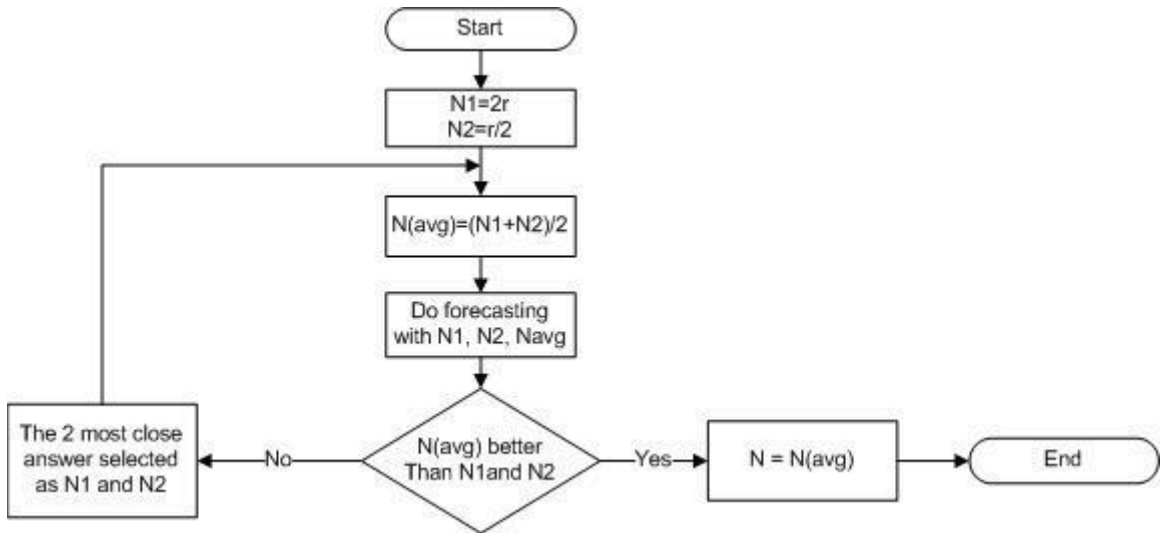 Start
N1=2r
N2=r/2
N(avg)=(N1+N2)/2
Do forecasting
with N1, N2, Navg
N(avg) better
Than N1and N2
No
The 2 most close
answer selected
as N1 and N2
Yes
N = N(avg)
End